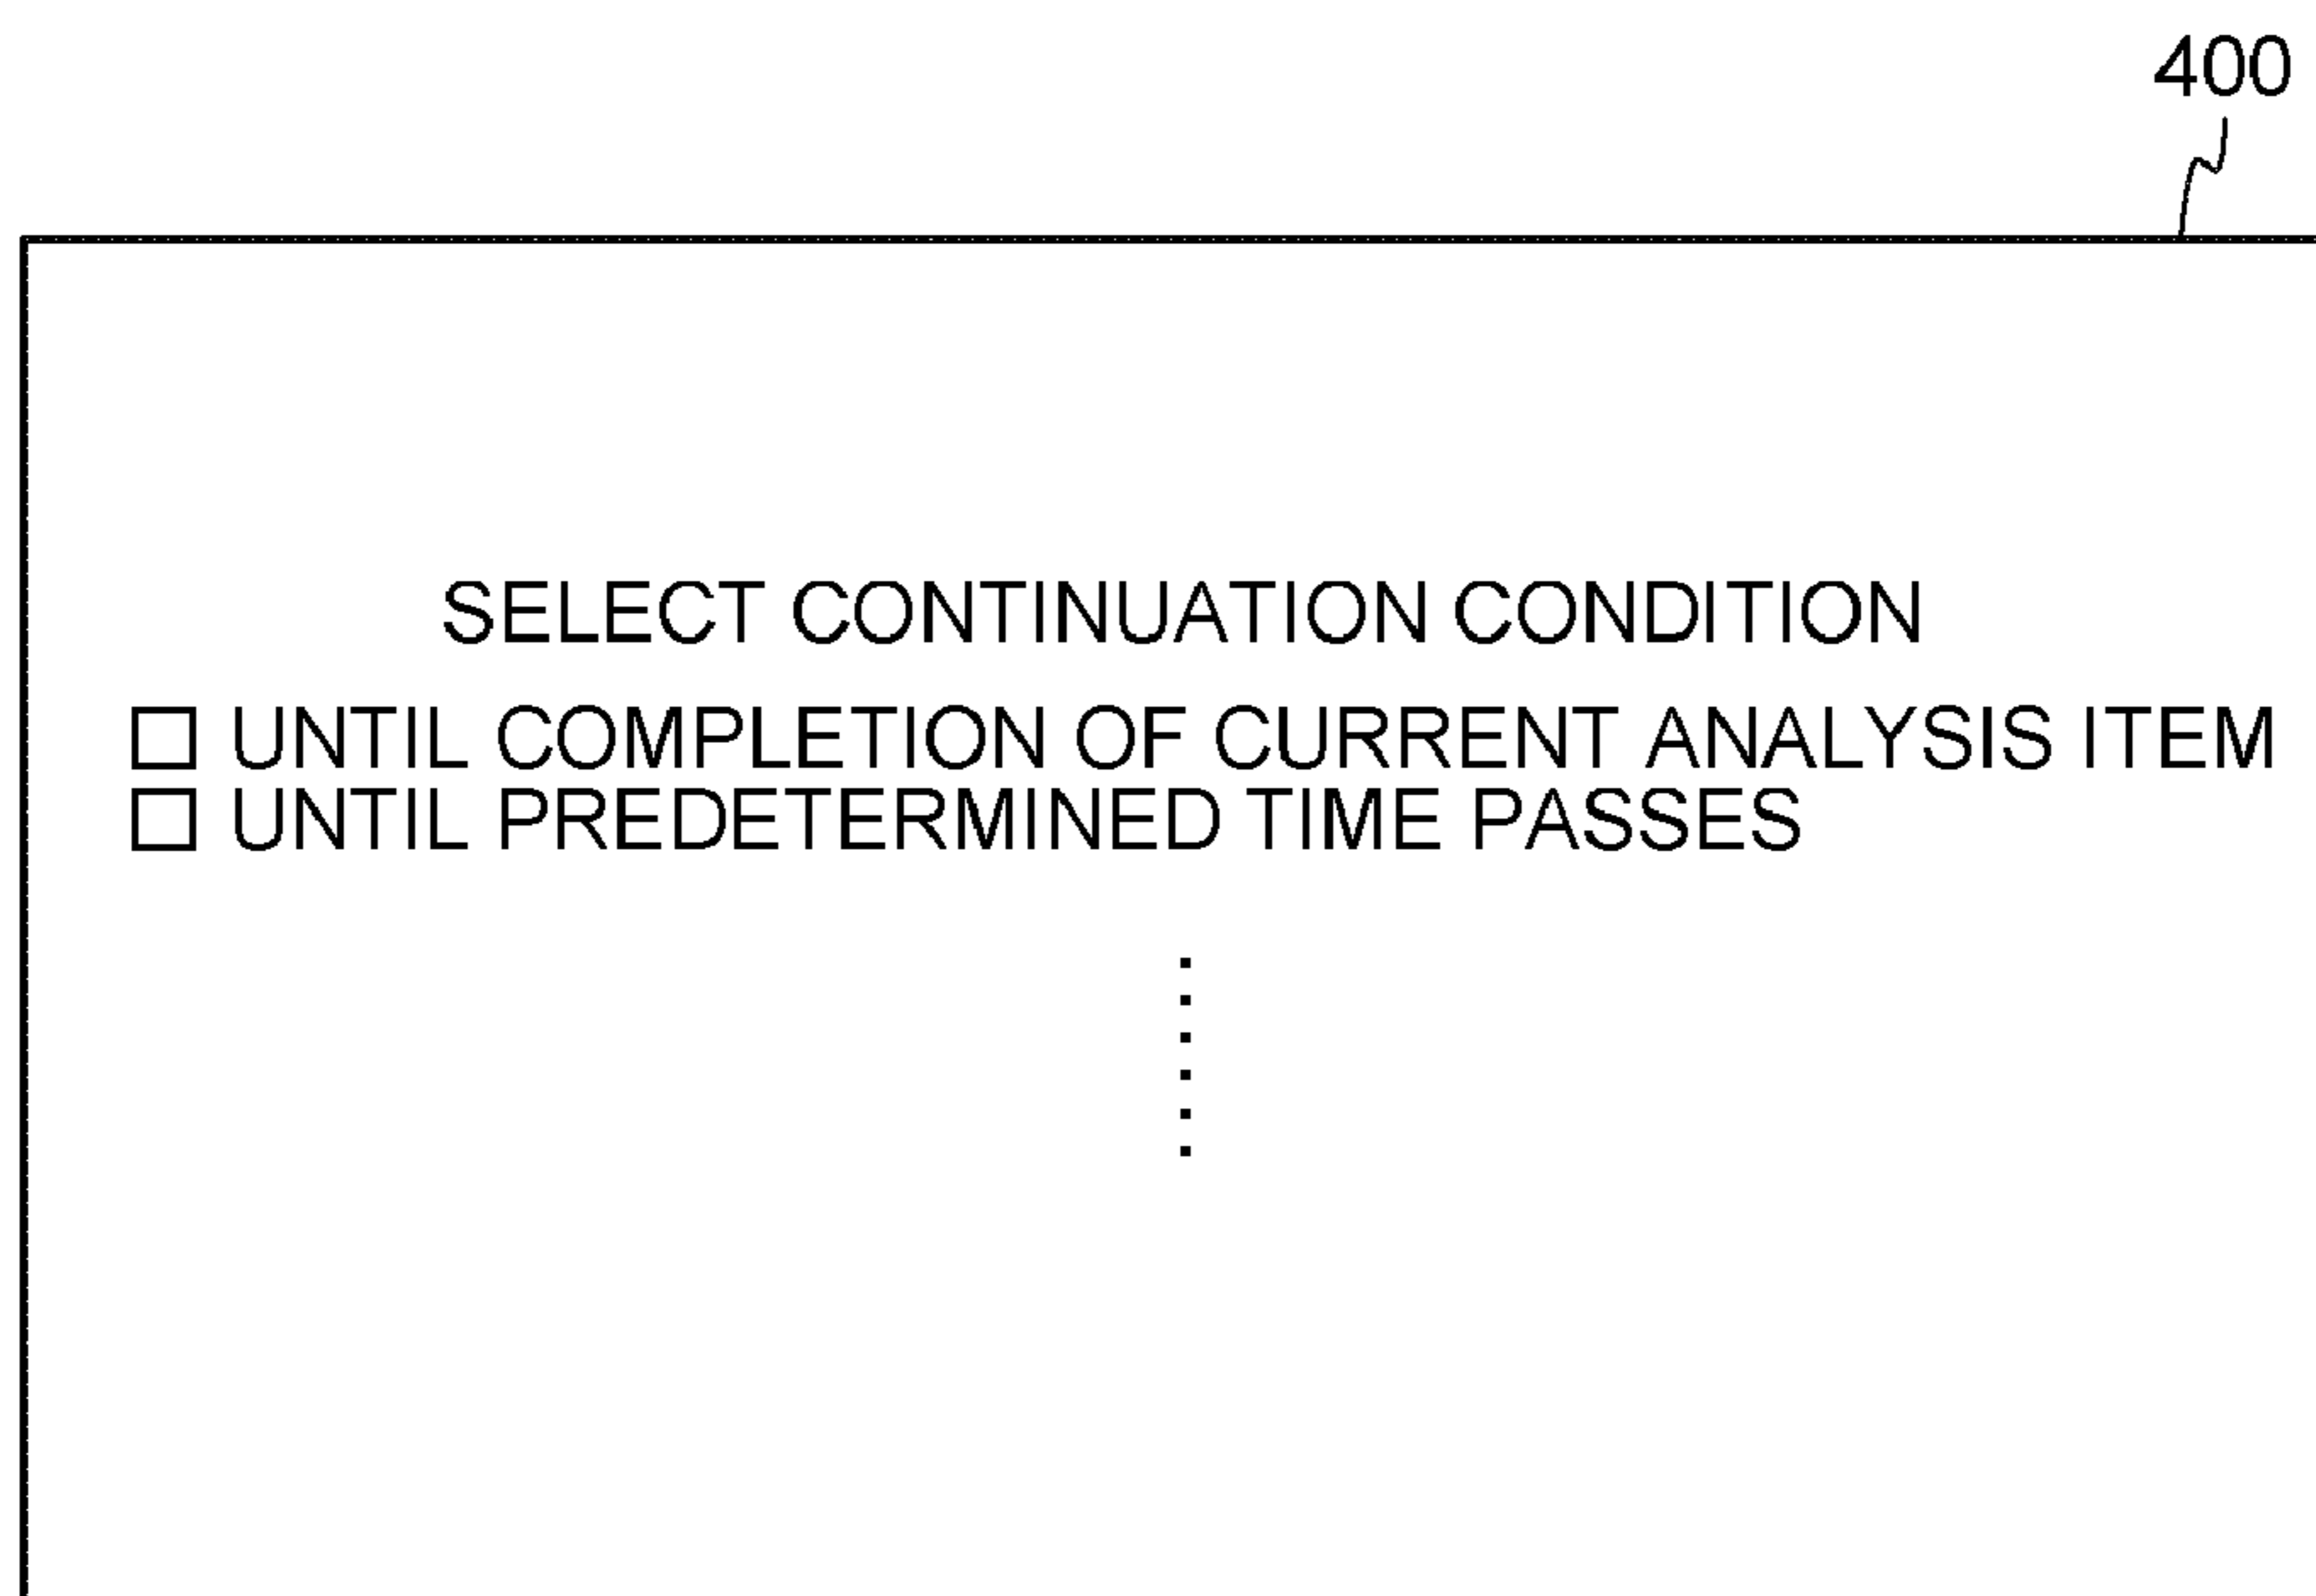 400
SELECT CONTINUATION CONDITION
□ UNTIL COMPLETION OF CURRENT ANALYSIS ITEM
□ UNTIL PREDETERMINED TIME PASSES